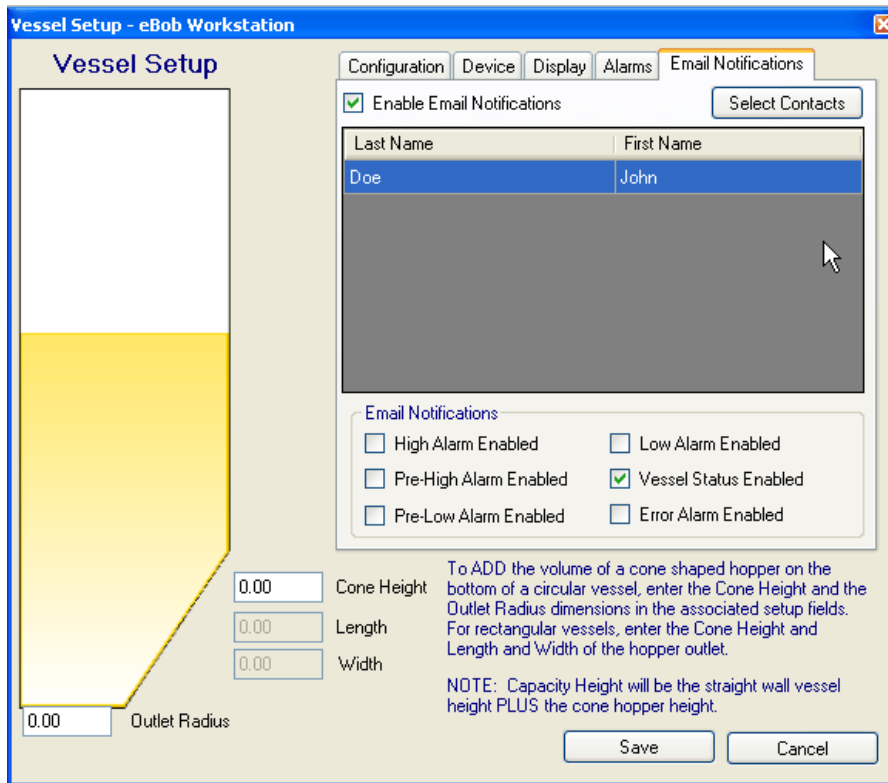 Vessel Setup - eBob Workstation
Vessel Setup
Configuration Device Display Alarms Email Notifications
Enable Email Notifications Select Contacts
Last Name First Name
Doe John
Email Notifications
High Alarm Enabled Low Alarm Enabled
Pre-High Alarm Enabled Vessel Status Enabled
Pre-Low Alarm Enabled Error Alarm Enabled
0.00 Cone Height
0.00 Length
0.00 Width
To ADD the volume of a cone shaped hopper on the
bottom of a circular vessel, enter the Cone Height and the
Outlet Radius dimensions in the associated setup fields.
For rectangular vessels, enter the Cone Height and
Length and Width of the hopper outlet.
NOTE: Capacity Height will be the straight wall vessel
height PLUS the cone hopper height.
0.00 Outlet Radius
Save Cancel